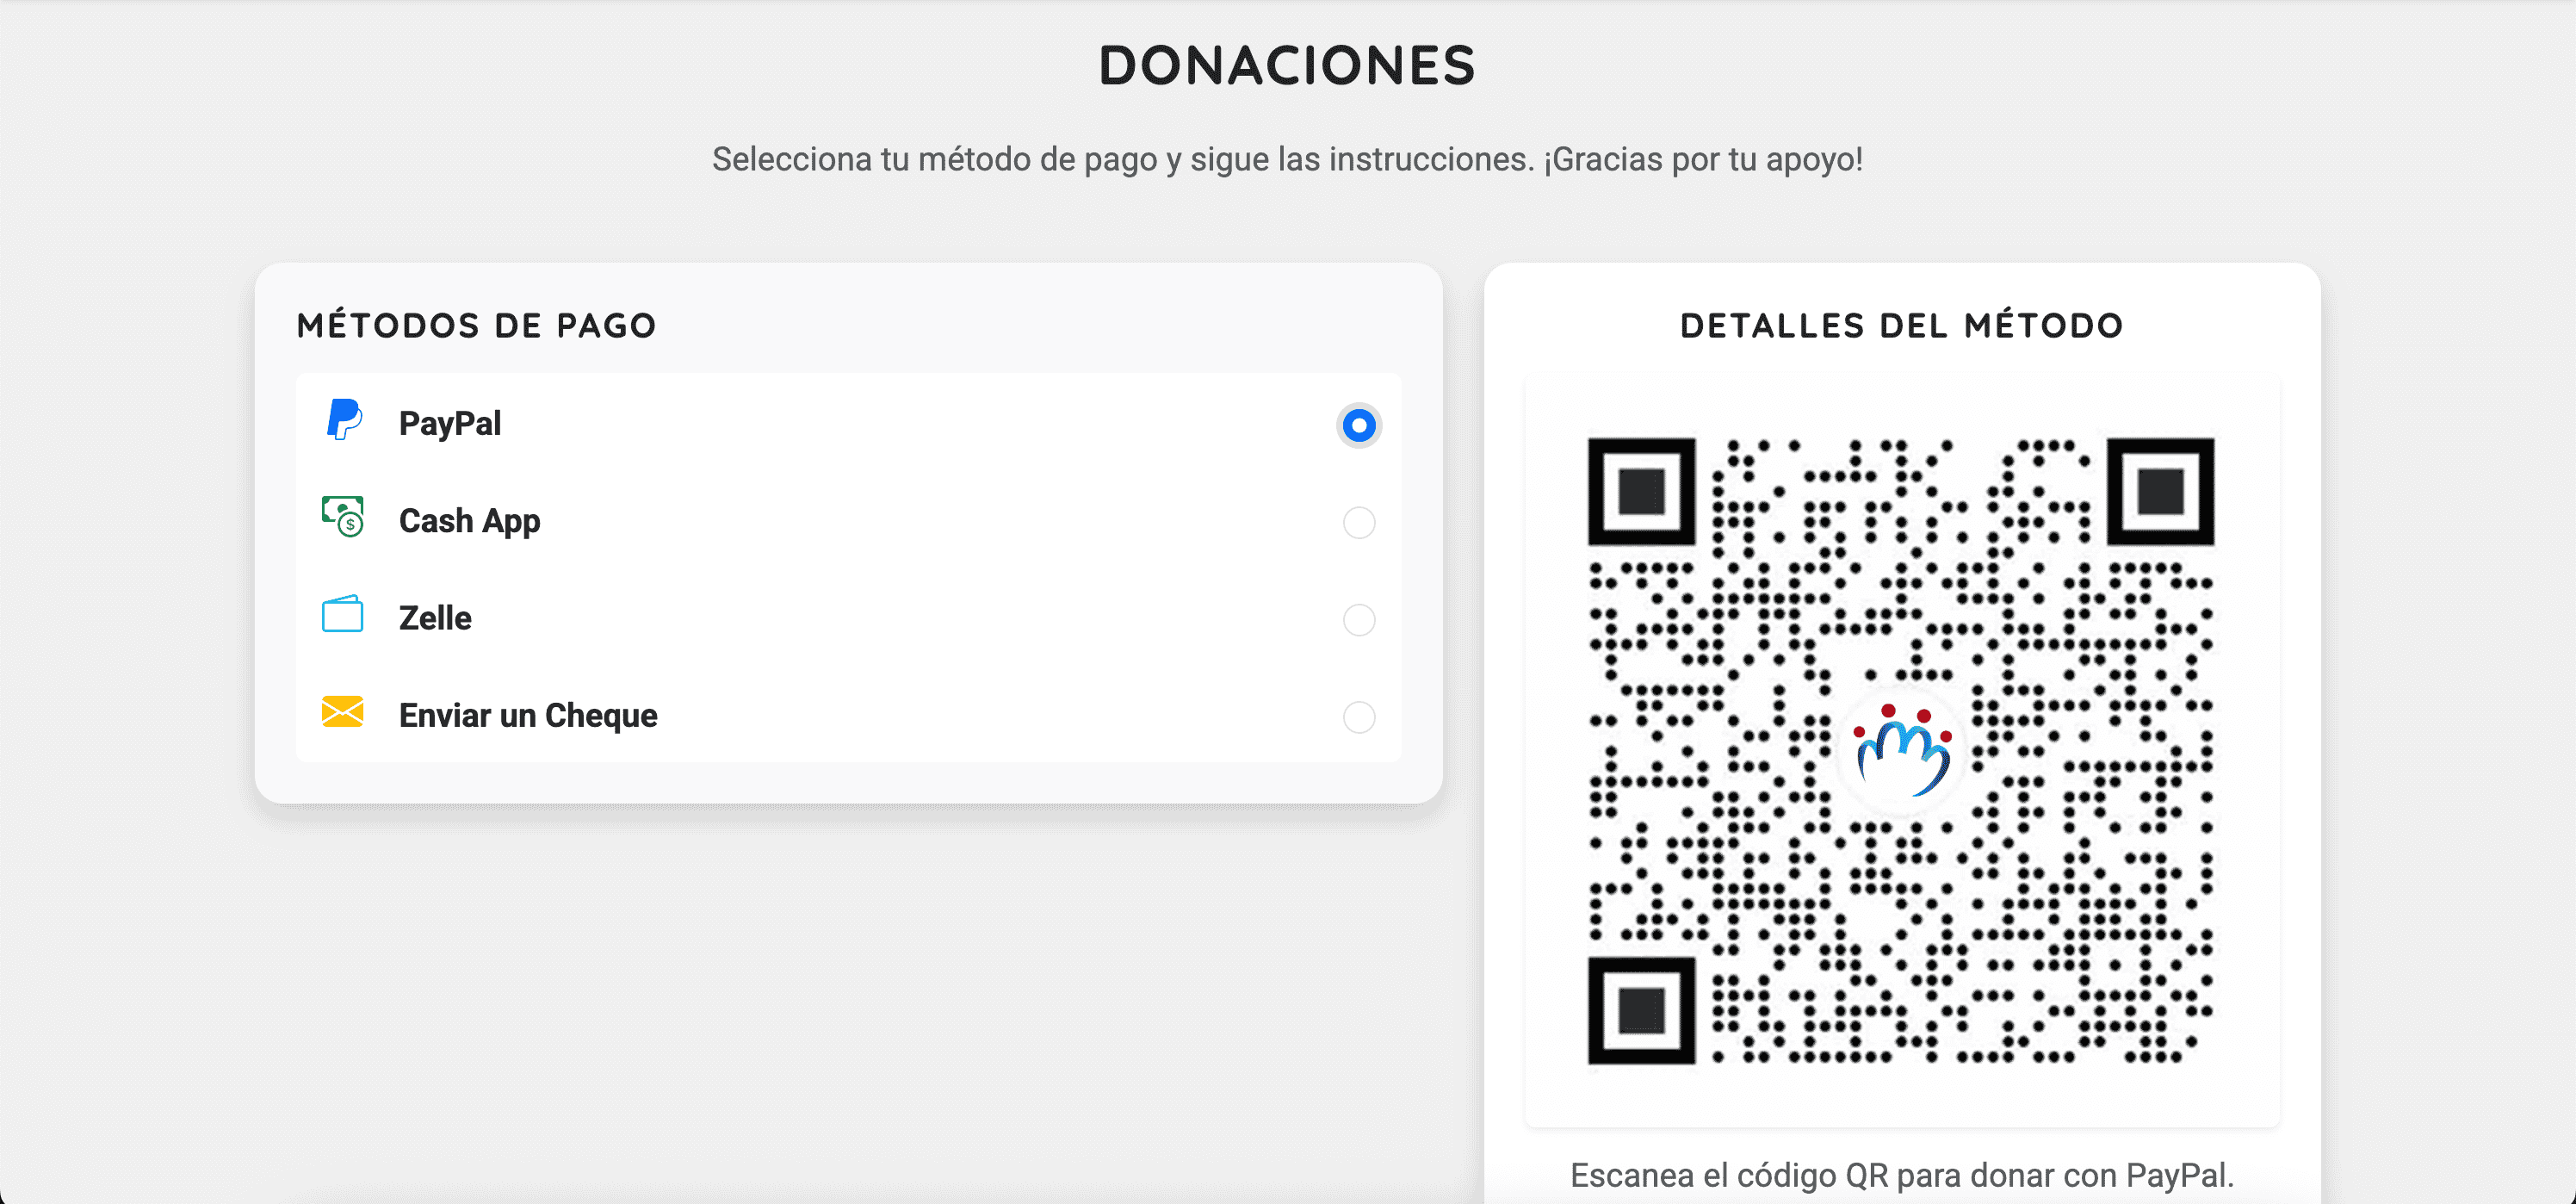 DONACIONES
Selecciona tu método de pago y sigue las instrucciones. ¡Gracias por tu apoyo!
MÉTODOS DE PAGO
PayPal
Cash App
Zelle
Enviar un Cheque
DETALLES DEL MÉTODO
Escanea el código QR para donar con PayPal.